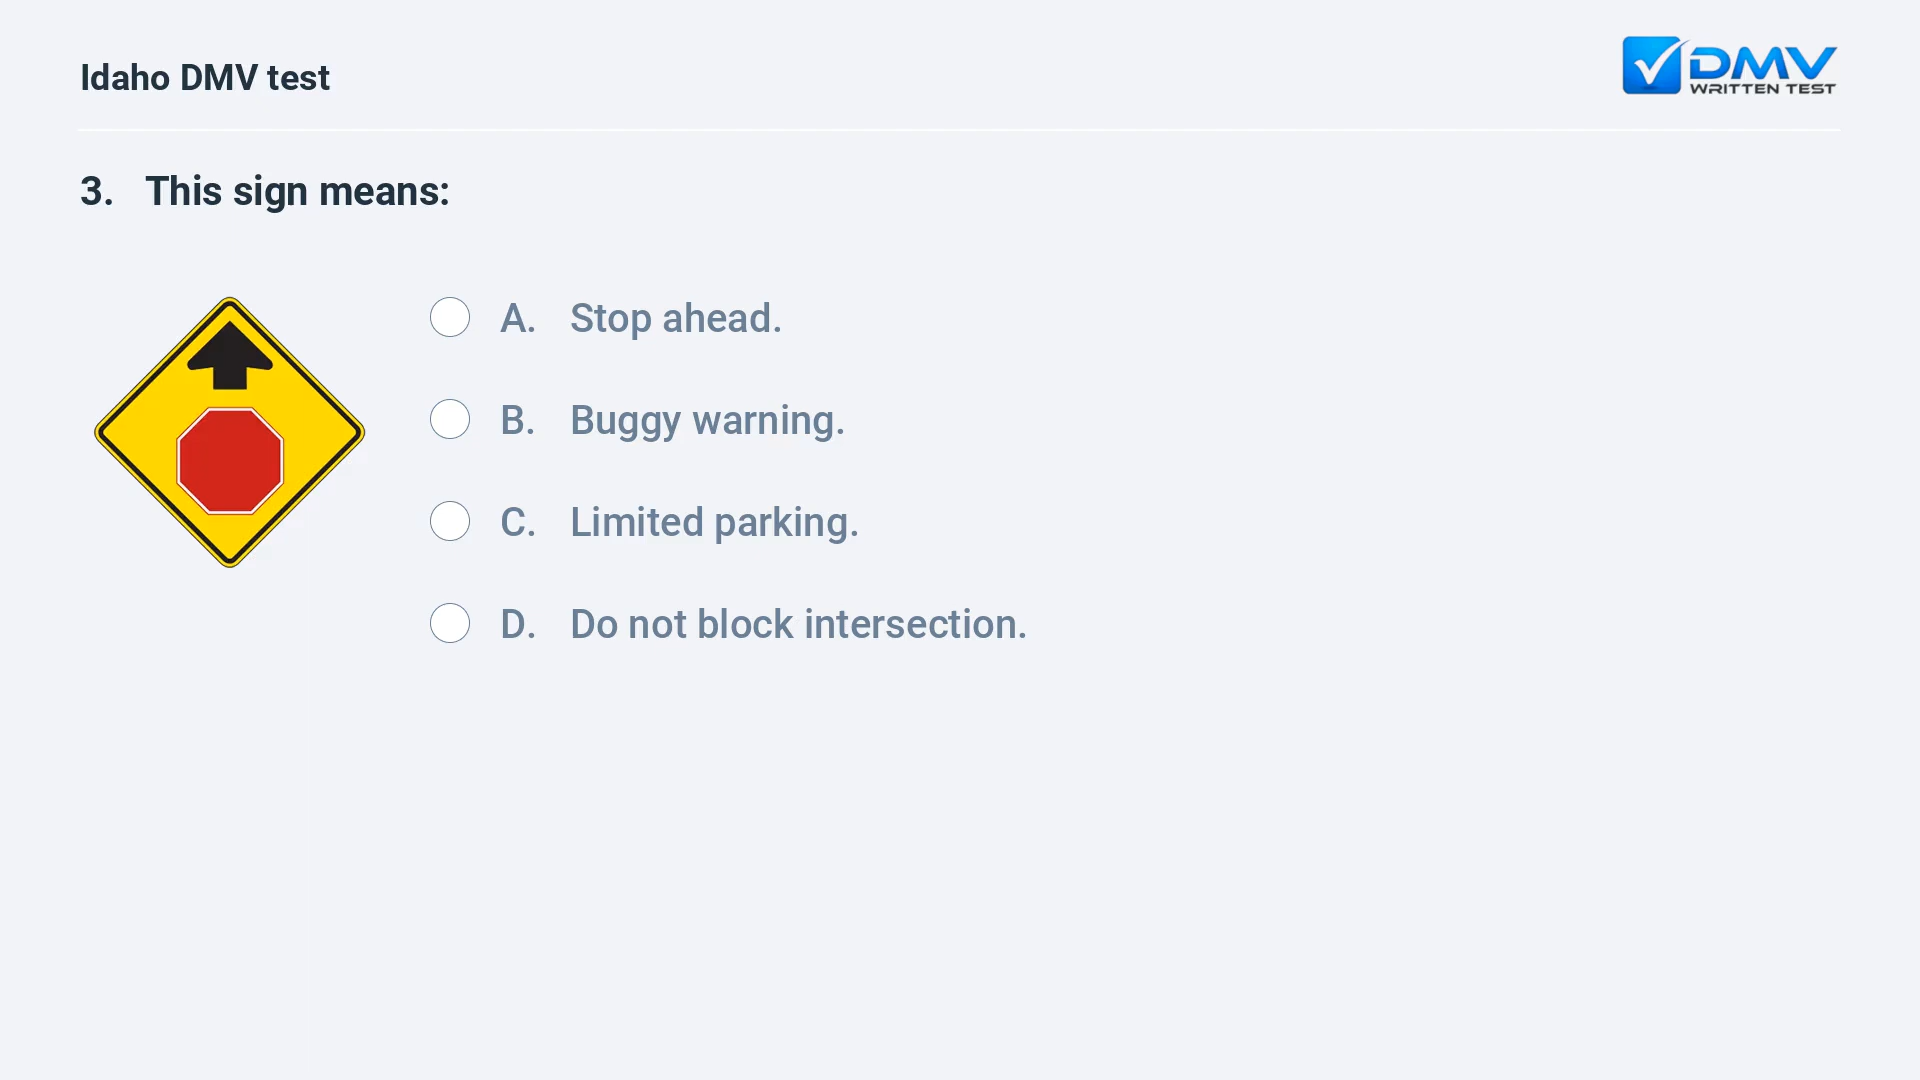 Idaho DMV test
DMV
WRITTEN TEST
3. This sign means:
A. Stop ahead.
B. Buggy warning.
C. Limited parking.
D. Do not block intersection.